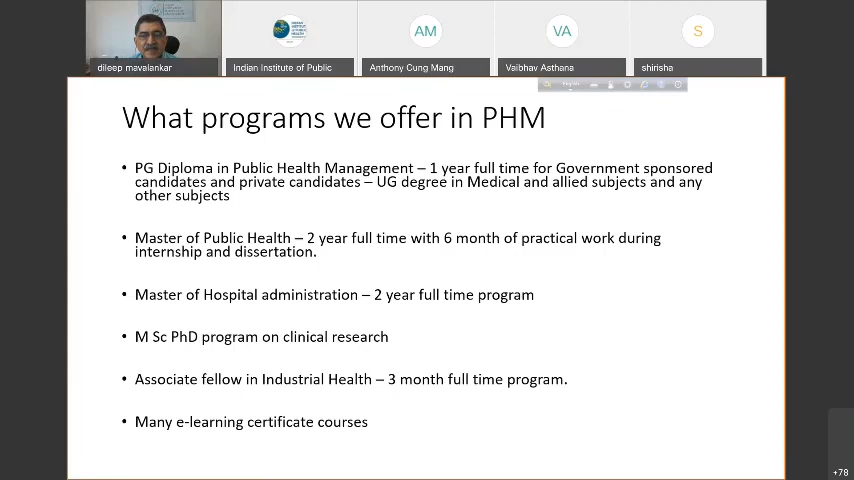 AM
VA
S
dileep mavalankar
Indian Institute of Public
Anthony Cung Mang
Vaibhav Asthana
shirisha
English
What programs we offer in PHM
• PG Diploma in Public Health Management – 1 year full time for Government sponsored
candidates and private candidates – UG degree in Medical and allied subjects and any
other subjects
• Master of Public Health – 2 year full time with 6 month of practical work during
internship and dissertation.
• Master of Hospital administration – 2 year full time program
• M Sc PhD program on clinical research
• Associate fellow in Industrial Health – 3 month full time program.
• Many e-learning certificate courses
+78